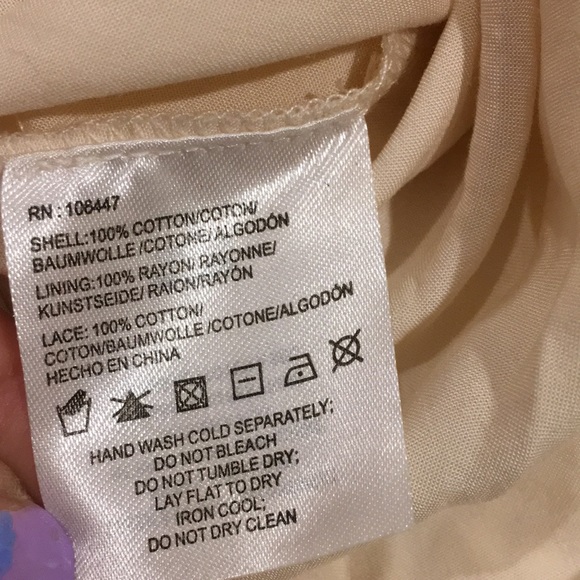 RN : 106447
SHELL:100% COTTON/COTON/
BAUMWOLLE /COTONE/ ALGODÓN
LINING:100% RAYON/ RAYONNE/
KUNSTSEIDE/ RAION/RAYÓN
LACE: 100% COTTON/
COTON/BAUMWOLLE /COTONE/ALGODÓN
HECHO EN CHINA
HAND WASH COLD SEPARATELY;
DO NOT BLEACH
DO NOT TUMBLE DRY;
LAY FLAT TO DRY
IRON COOL;
DO NOT DRY CLEAN